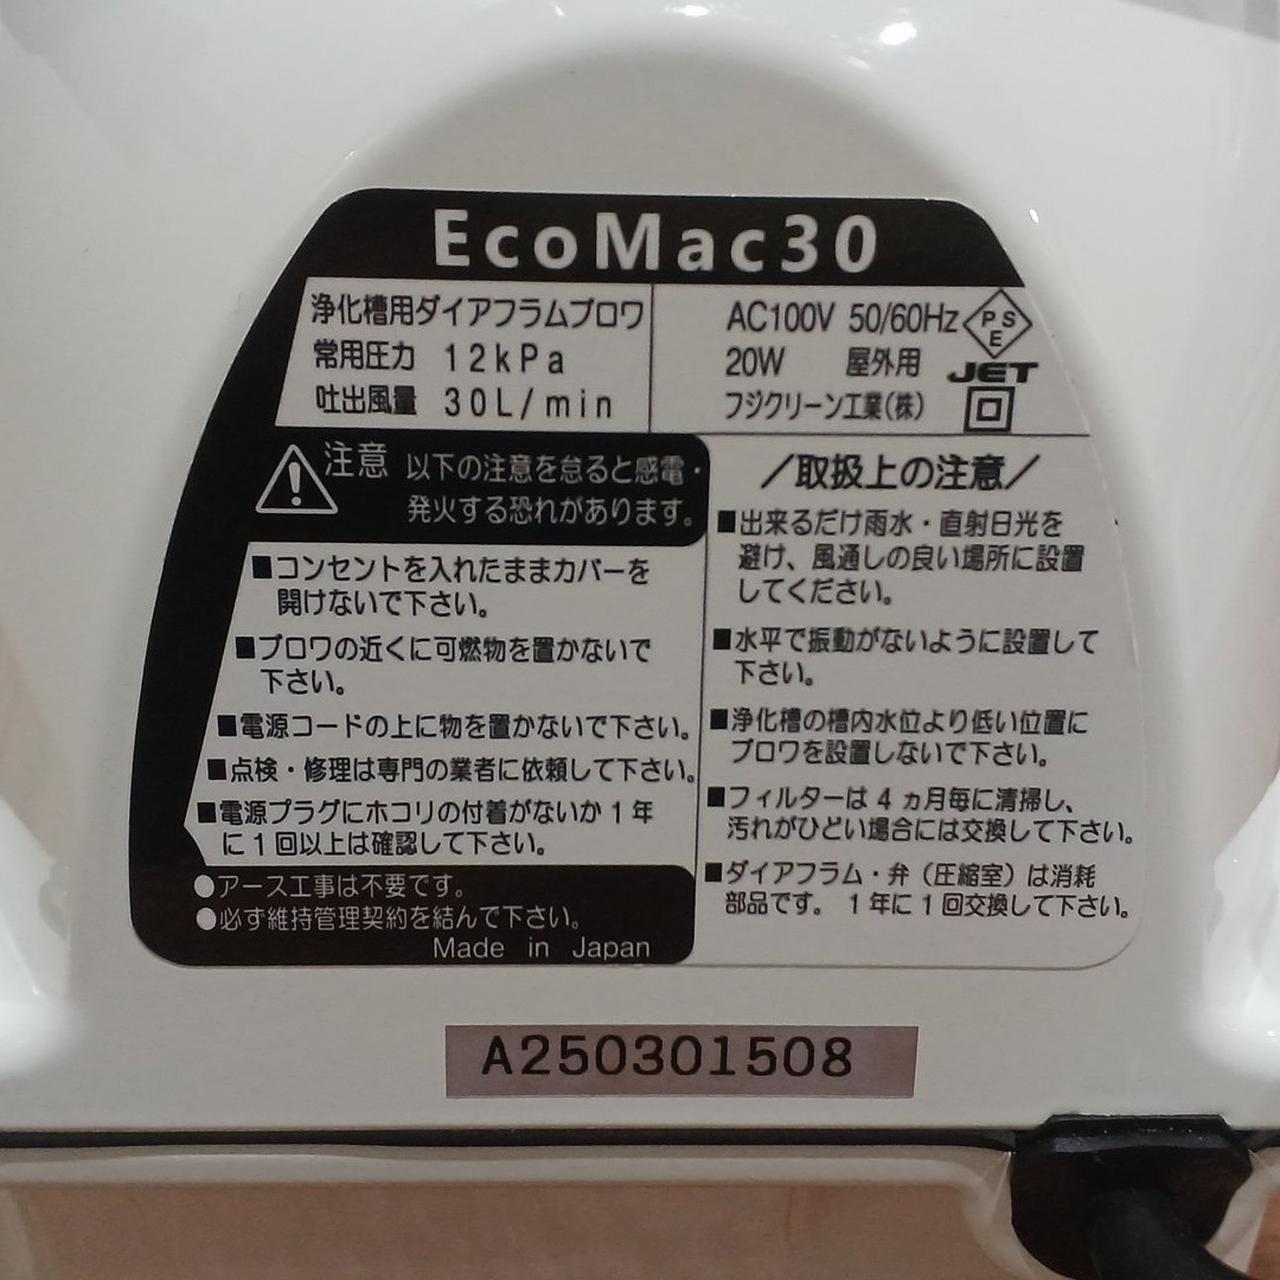 EcoMac30
浄化槽用ダイアフラムブロワ
常用圧力 12kPa
吐出風量 30L/min
AC100V 50/60Hz
PSE
20W 屋外用
JET
フジクリーン工業(株)
注意 以下の注意を怠ると感電・
発火する恐れがあります。
■コンセントを入れたままカバーを
開けないで下さい。
■ブロワの近くに可燃物を置かないで
下さい。
■電源コードの上に物を置かないで下さい。
■点検・修理は専門の業者に依頼して下さい。
■電源プラグにホコリの付着がないか1年
に1回以上は確認して下さい。
●アース工事は不要です。
●必ず維持管理契約を結んで下さい。
Made in Japan
／取扱上の注意／
■出来るだけ雨水・直射日光を
避け、風通しの良い場所に設置
してください。
■水平で振動がないように設置して
下さい。
■浄化槽の槽内水位より低い位置に
ブロワを設置しないで下さい。
■フィルターは4ヵ月毎に清掃し、
汚れがひどい場合には交換して下さい。
■ダイアフラム・弁（圧縮室）は消耗
部品です。1年に1回交換して下さい。
A250301508